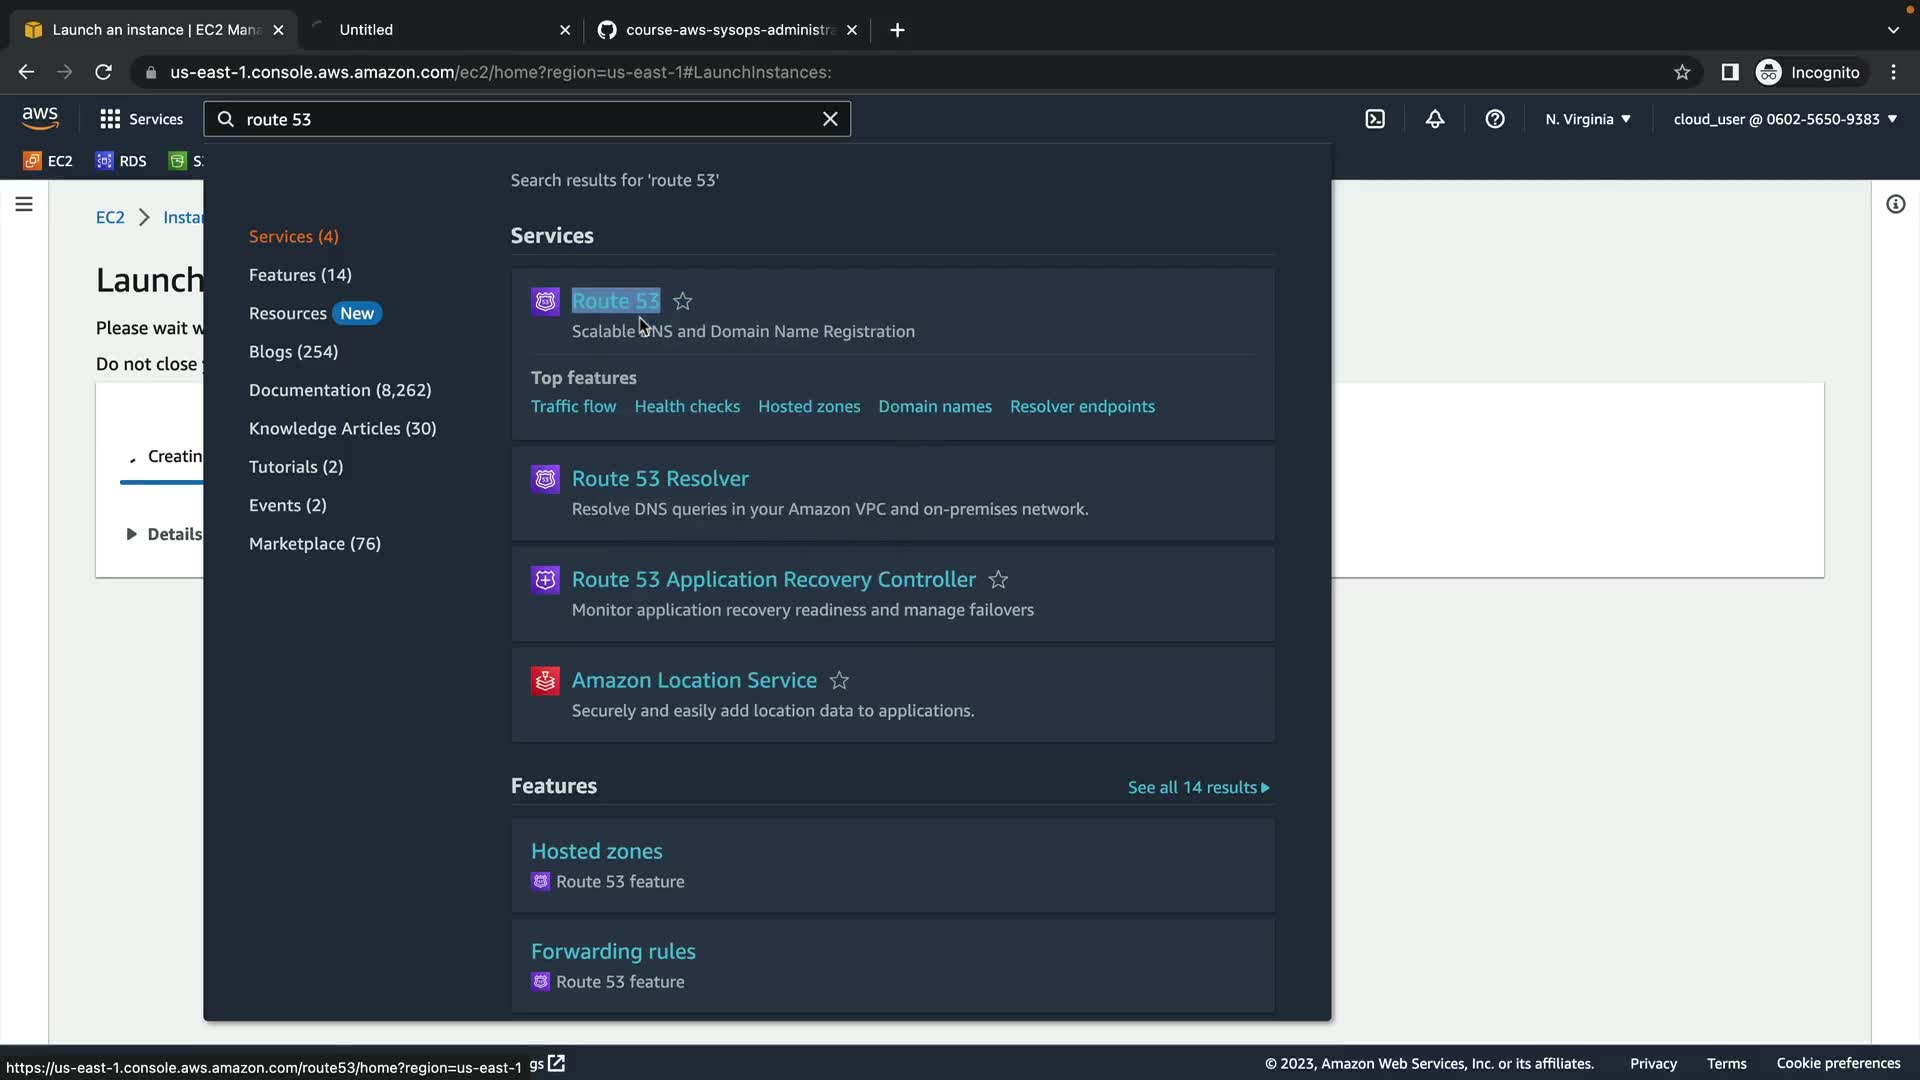 Launch an instance | EC2 Mana
Untitled
course-aws-sysops-administra
us-east-1.console.aws.amazon.com/ec2/home?region=us-east-1#LaunchInstances:
Incognito
aws
Services
route 53
N. Virginia
cloud_user @ 0602-5650-9383
EC2
RDS
S3
Search results for 'route 53'
EC2
Instan
Services (4)
Features (14)
Resources New
Blogs (254)
Documentation (8,262)
Knowledge Articles (30)
Tutorials (2)
Events (2)
Marketplace (76)
Launch
Please wait w
Do not close y
Creatin
Details
Services
Route 53
Scalable DNS and Domain Name Registration
Top features
Traffic flow Health checks Hosted zones Domain names Resolver endpoints
Route 53 Resolver
Resolve DNS queries in your Amazon VPC and on-premises network.
Route 53 Application Recovery Controller
Monitor application recovery readiness and manage failovers
Amazon Location Service
Securely and easily add location data to applications.
Features
See all 14 results
Hosted zones
Route 53 feature
Forwarding rules
Route 53 feature
https://us-east-1.console.aws.amazon.com/route53/home?region=us-east-1
gs
© 2023, Amazon Web Services, Inc. or its affiliates.
Privacy
Terms
Cookie preferences